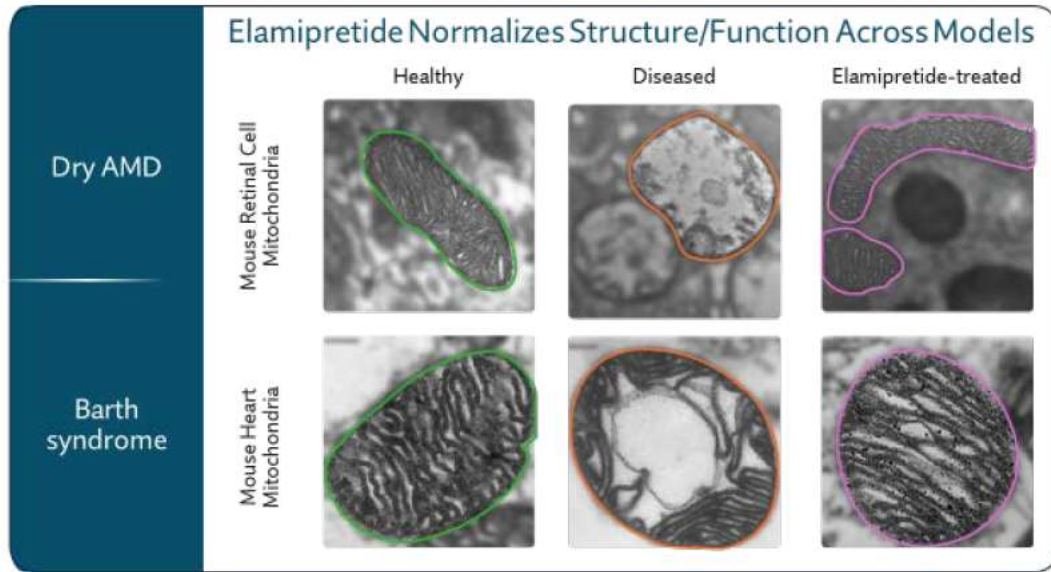 Elamipretide Normalizes Structure/Function Across Models
Healthy
Diseased
Elamipretide-treated
Dry AMD
Mouse Retinal Cell
Mitochondria
Barth
syndrome
Mouse Heart
Mitochondria